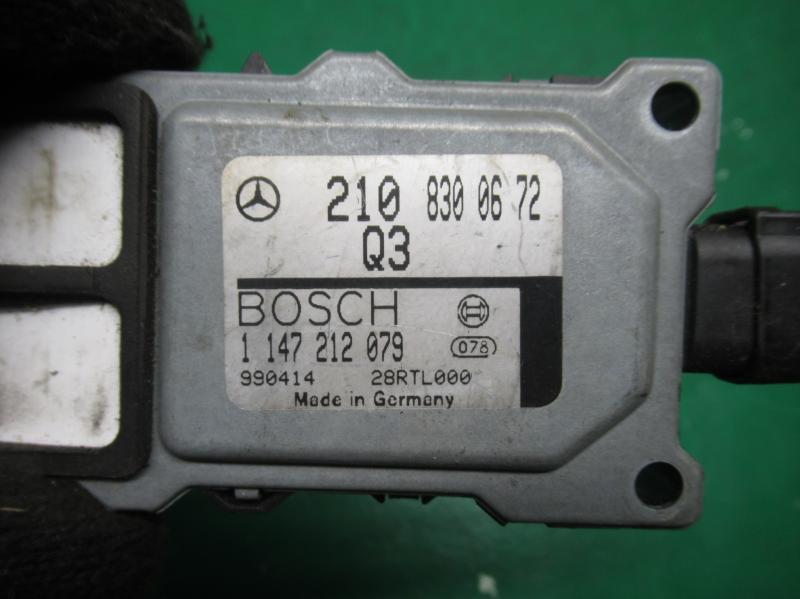 210 830 06 72
Q3
BOSCH
1 147 212 079 078
990414 28RTL000
Made in Germany